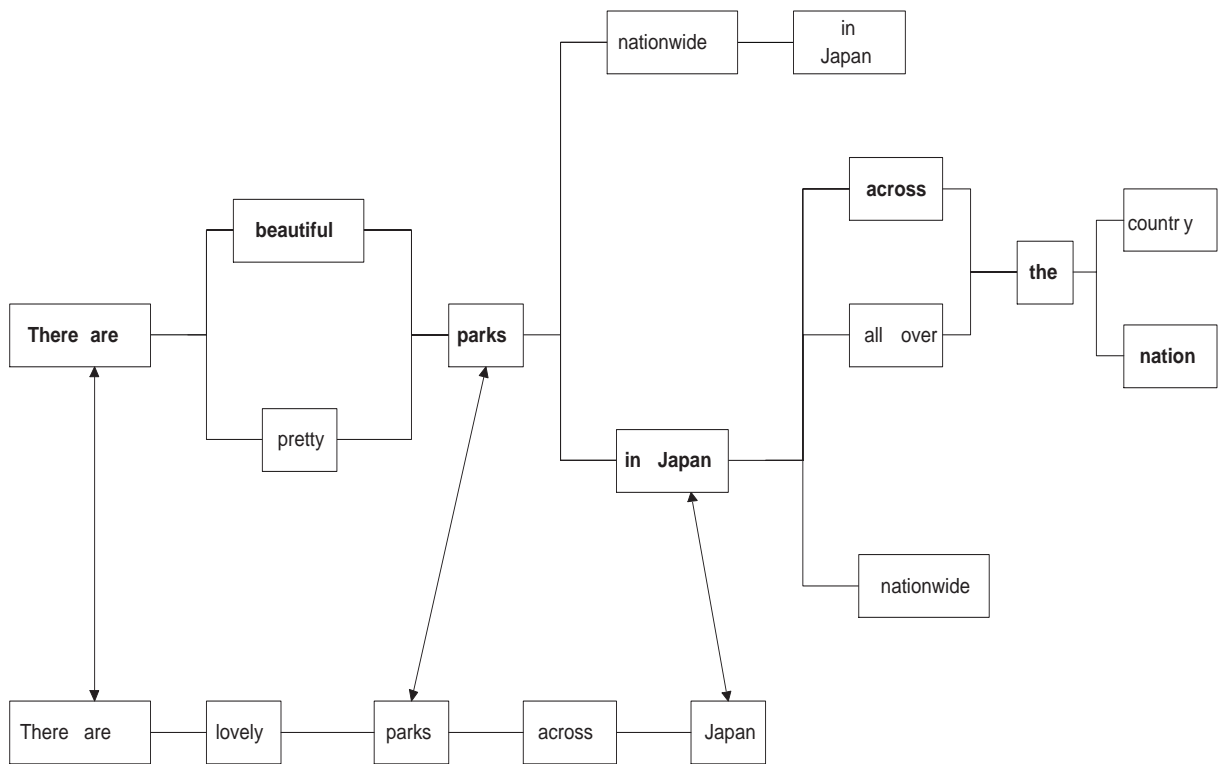 nationwide
in
Japan
across
beautiful
country
the
There are
parks
all over
nation
pretty
in Japan
nationwide
There are
lovely
parks
across
Japan